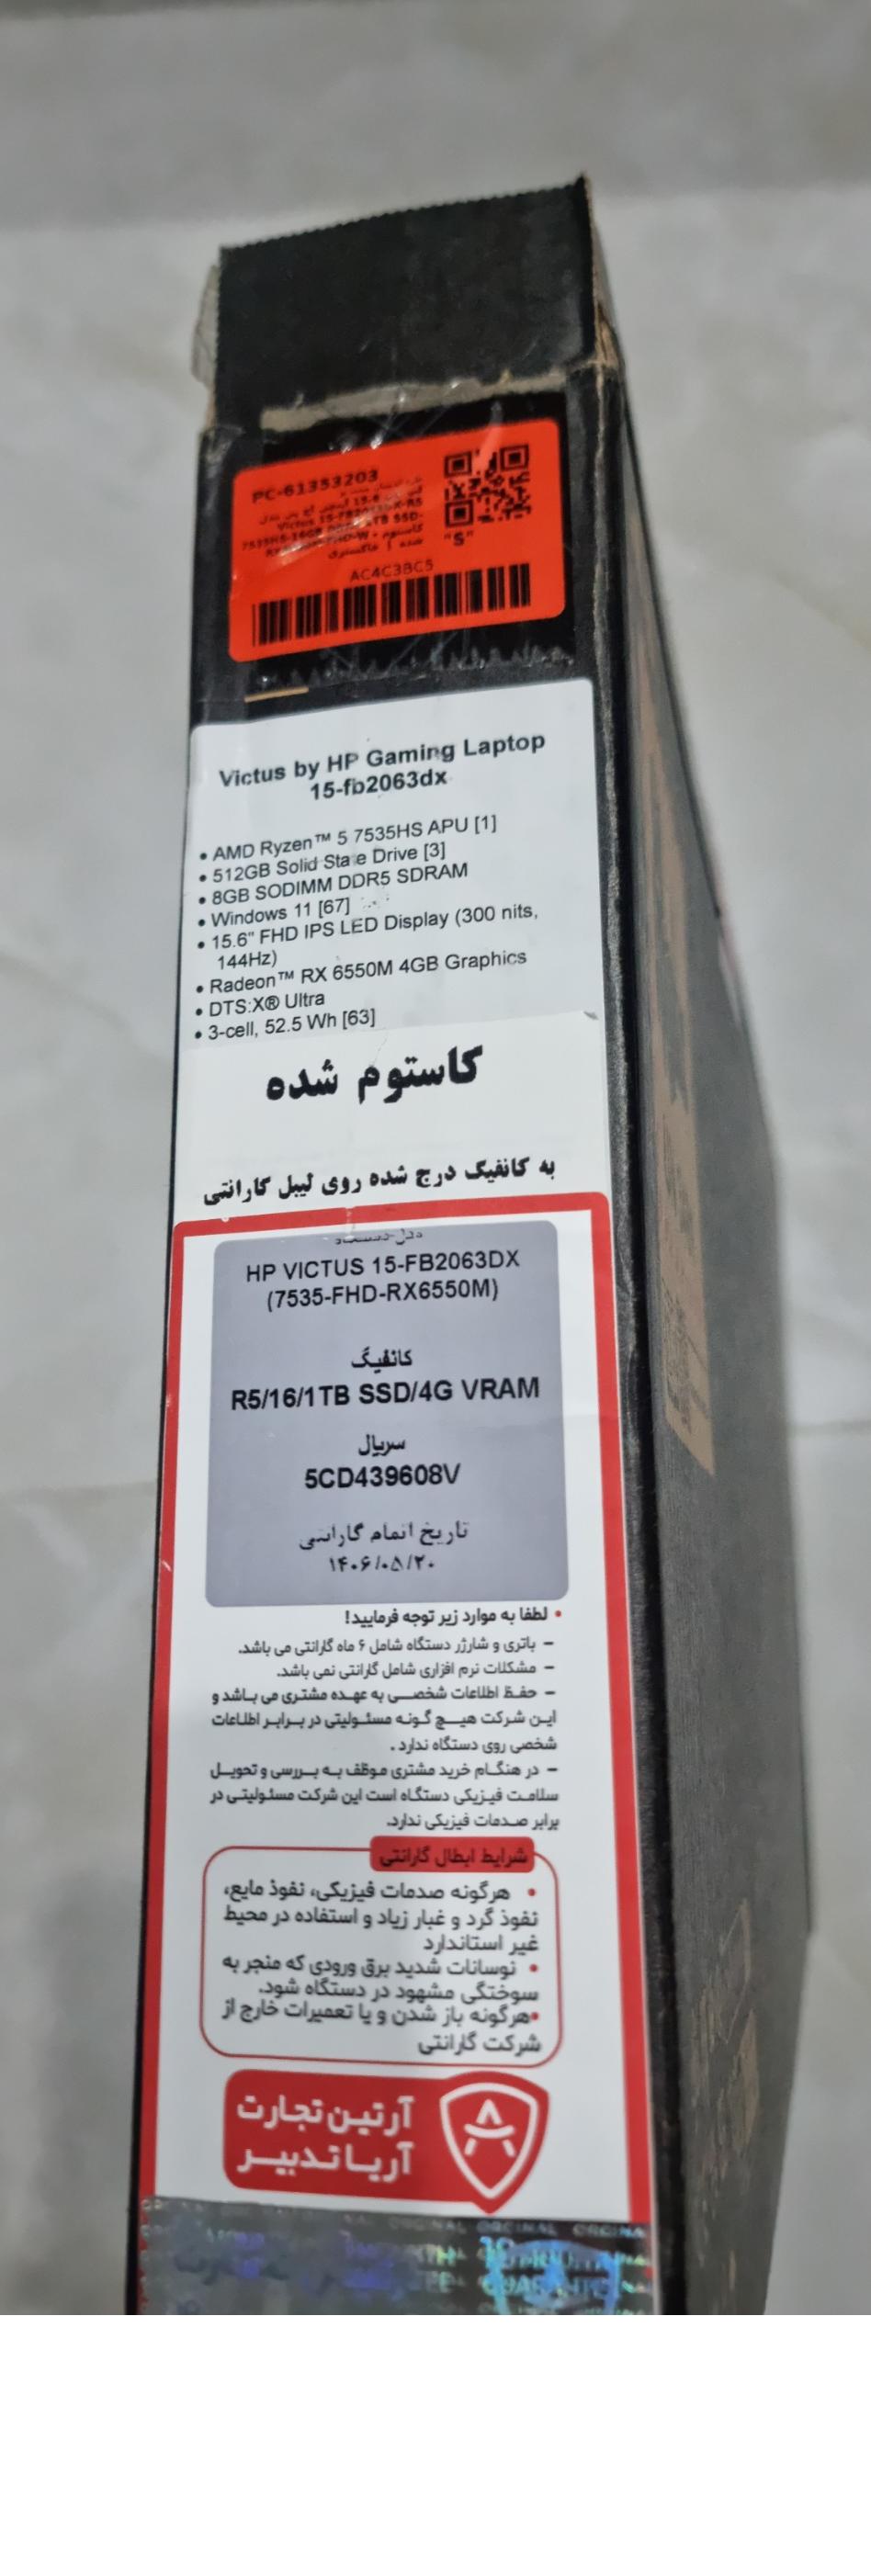 PC-61353203
"S"
AC4C3BC5
Victus by HP Gaming Laptop
15-fb2063dx
• AMD Ryzen™ 5 7535HS APU [1]
• 512GB Solid State Drive [3]
• 8GB SODIMM DDR5 SDRAM
• Windows 11 [67]
• 15.6" FHD IPS LED Display (300 nits,
144Hz)
• Radeon™ RX 6550M 4GB Graphics
• DTS:X® Ultra
• 3-cell, 52.5 Wh [63]
کاستوم شده
به کانفیگ درج شده روی لیبل گارانتی
مدل دستگاه
HP VICTUS 15-FB2063DX
(7535-FHD-RX6550M)
کانفیگ
R5/16/1TB SSD/4G VRAM
سریال
5CD439608V
تاریخ اتمام گارانتی
۱۴۰۶/۰۵/۲۰
• لطفا به موارد زیر توجه فرمایید!
– باتری و شارژر دستگاه شامل ۶ ماه گارانتی می باشد.
– مشکلات نرم افزاری شامل گارانتی نمی باشد.
– حفظ اطلاعات شخصی به عهده مشتری می باشد و
این شرکت هیچ گونه مسئولیتی در برابر اطلاعات
شخصی روی دستگاه ندارد .
– در هنگام خرید مشتری موظف به بررسی و تحویل
سلامت فیزیکی دستگاه است این شرکت مسئولیتی در
برابر صدمات فیزیکی ندارد.
شرایط ابطال گارانتی
• هرگونه صدمات فیزیکی، نفوذ مایع،
نفوذ گرد و غبار زیاد و استفاده در محیط
غیر استاندارد
• نوسانات شدید برق ورودی که منجر به
سوختگی مشهود در دستگاه شود.
•هرگونه باز شدن و یا تعمیرات خارج از
شرکت گارانتی
آرتین تجارت
آریا تدبیر